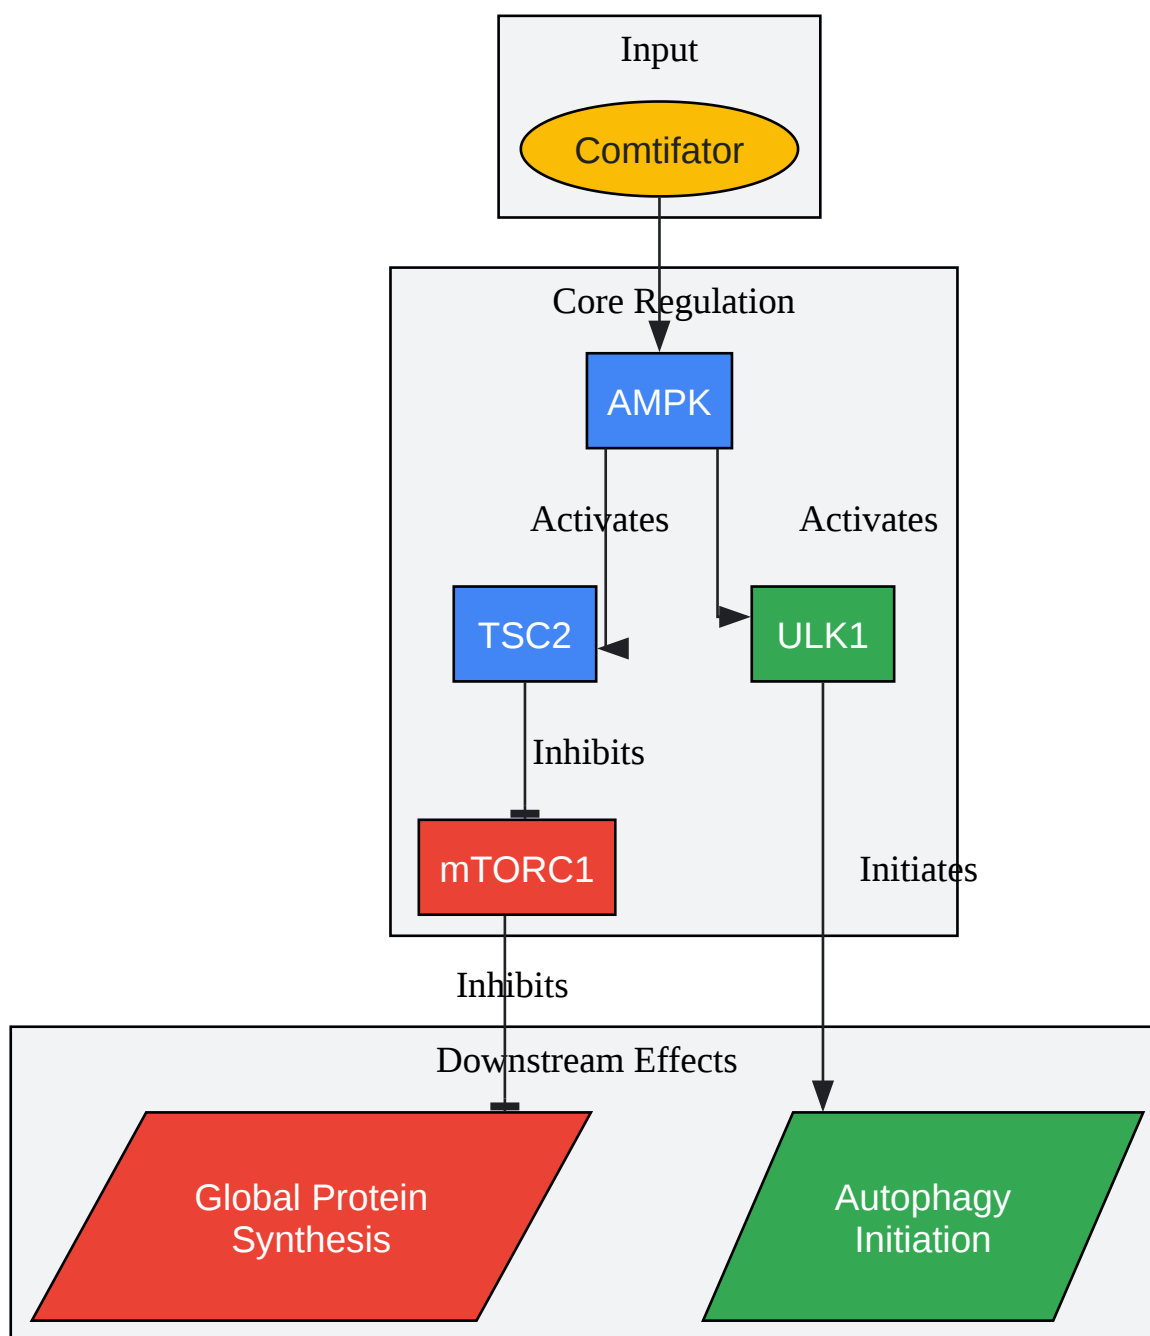 Input
Comtifator
Core Regulation
AMPK
Activates
Activates
TSC2
ULK1
Inhibits
mTORC1
Initiates
Inhibits
Downstream Effects
Global Protein
Synthesis
Autophagy
Initiation